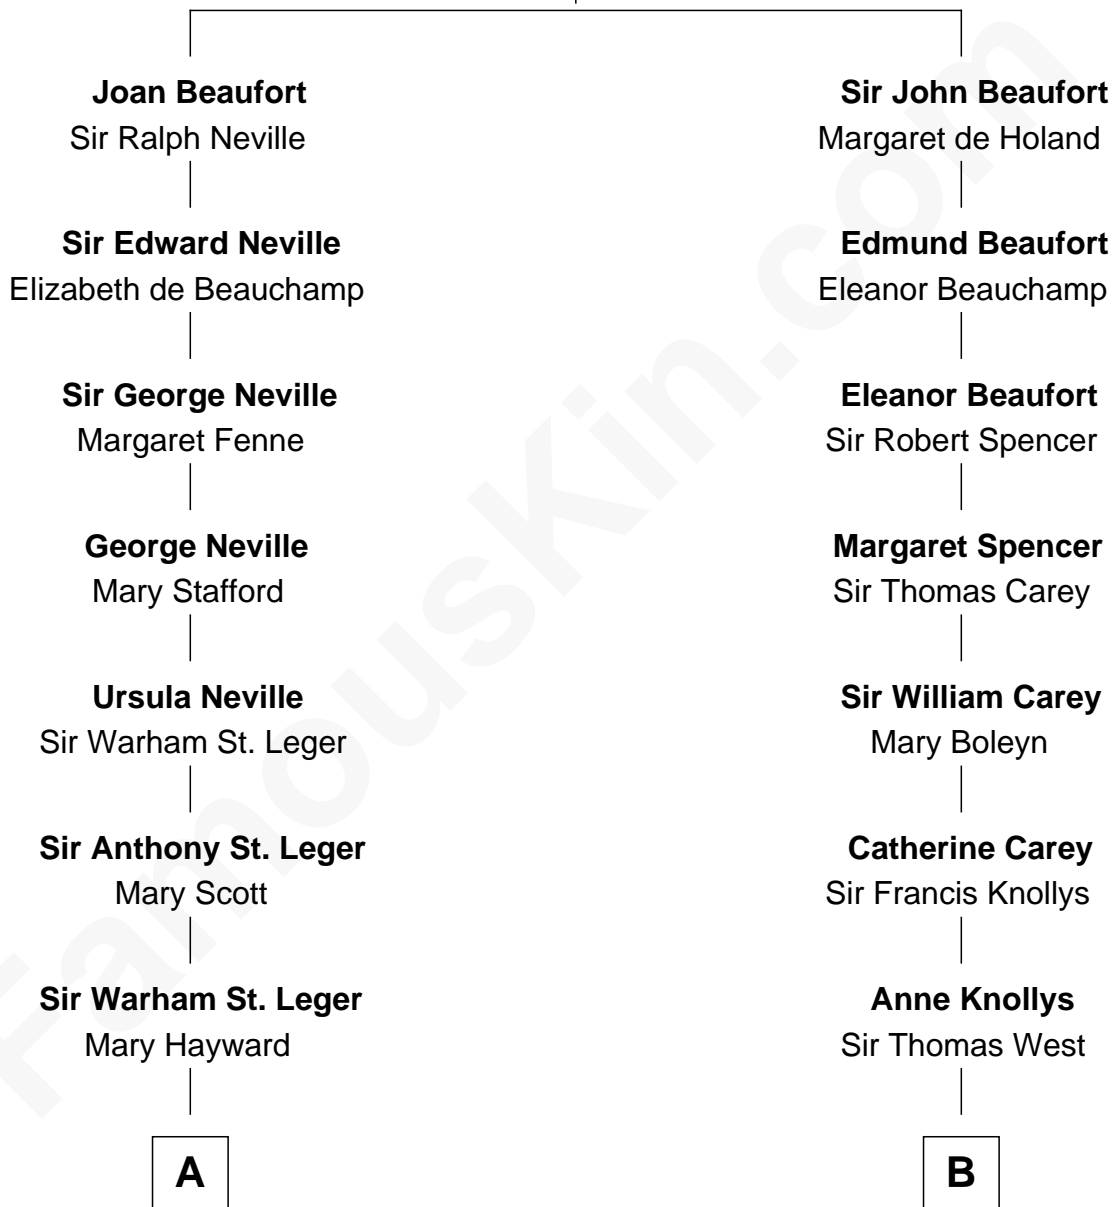 Joan Beaufort
Sir Ralph Neville
Sir Edward Neville
Elizabeth de Beauchamp
Sir George Neville
Margaret Fenne
George Neville
Mary Stafford
Ursula Neville
Sir Warham St. Leger
Sir Anthony St. Leger
Mary Scott
Sir Warham St. Leger
Mary Hayward
A
Sir John Beaufort
Margaret de Holand
Edmund Beaufort
Eleanor Beauchamp
Eleanor Beaufort
Sir Robert Spencer
Margaret Spencer
Sir Thomas Carey
Sir William Carey
Mary Boleyn
Catherine Carey
Sir Francis Knollys
Anne Knollys
Sir Thomas West
B
FamousKin.com